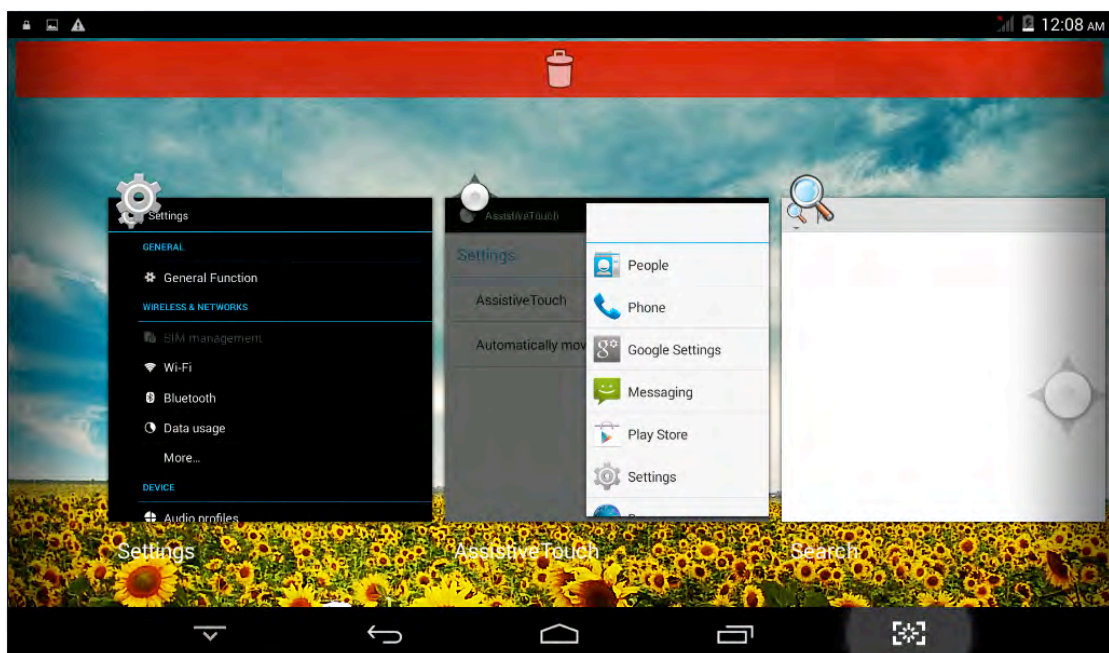 12:08 AM
Settings
GENERAL
General Function
WIRELESS & NETWORKS
SIM management
Wi-Fi
Bluetooth
Data usage
More...
DEVICE
Audio profiles
Settings
AssistiveTouch
Settings
AssistiveTouch
Automatically mov
People
Phone
Google Settings
Messaging
Play Store
Settings
AssistiveTouch
Search